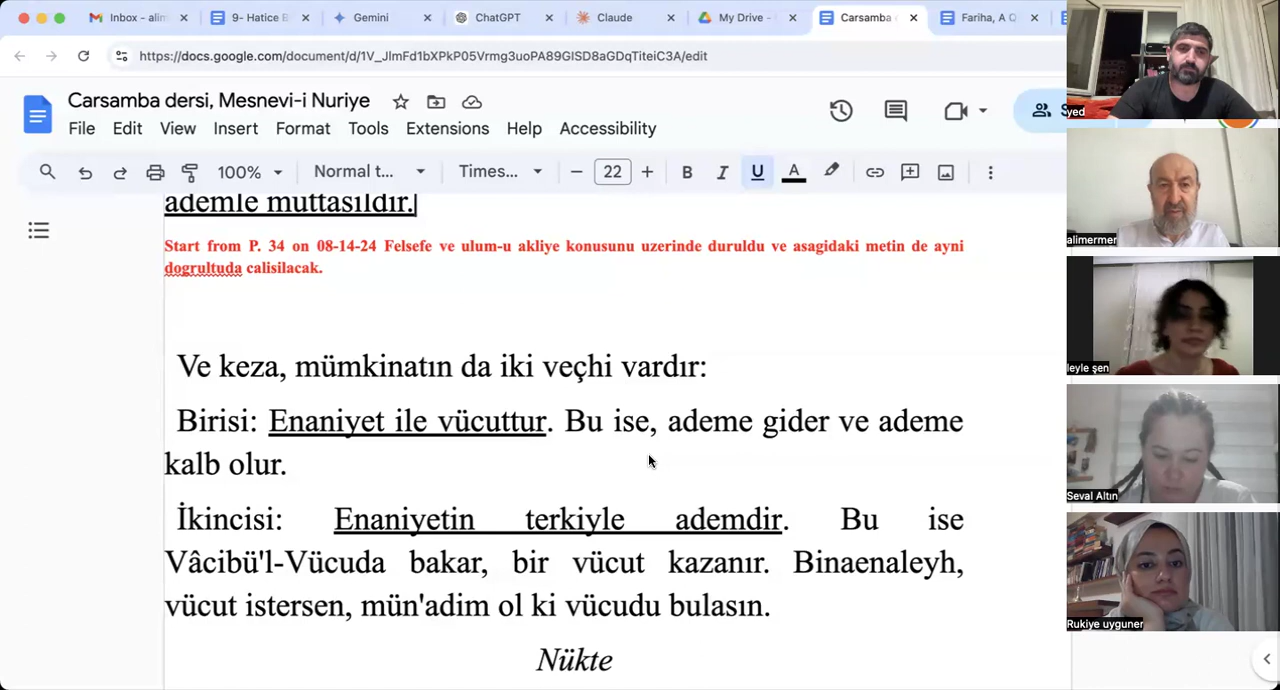 Inbox - alim
9- Hatice B
Gemini
ChatGPT
Claude
My Drive -
Carsamba
Fariha, A Q
https://docs.google.com/document/d/1V_JlmFd1bXPkP05Vrmg3uoPA89GlSD8aGDqTiteiC3A/edit
Carsamba dersi, Mesnevi-i Nuriye
File Edit View Insert Format Tools Extensions Help Accessibility
100% Normal t... Times... 22 B I U A
ademle muttasıldır.
Start from P. 34 on 08-14-24 Felsefe ve ulum-u akliye konusunu uzerinde duruldu ve asagidaki metin de ayni
dogrultuda calisilacak.
Ve keza, mümkinatın da iki veçhi vardır:
Birisi: Enaniyet ile vücuttur. Bu ise, ademe gider ve ademe
kalb olur.
İkincisi: Enaniyetin terkiyle ademdir. Bu ise
Vâcibü'l-Vücuda bakar, bir vücut kazanır. Binaenaleyh,
vücut istersen, mün'adim ol ki vücudu bulasın.
Nükte
yed
alimermer
leyle şen
Seval Altın
Rukiye uyguner